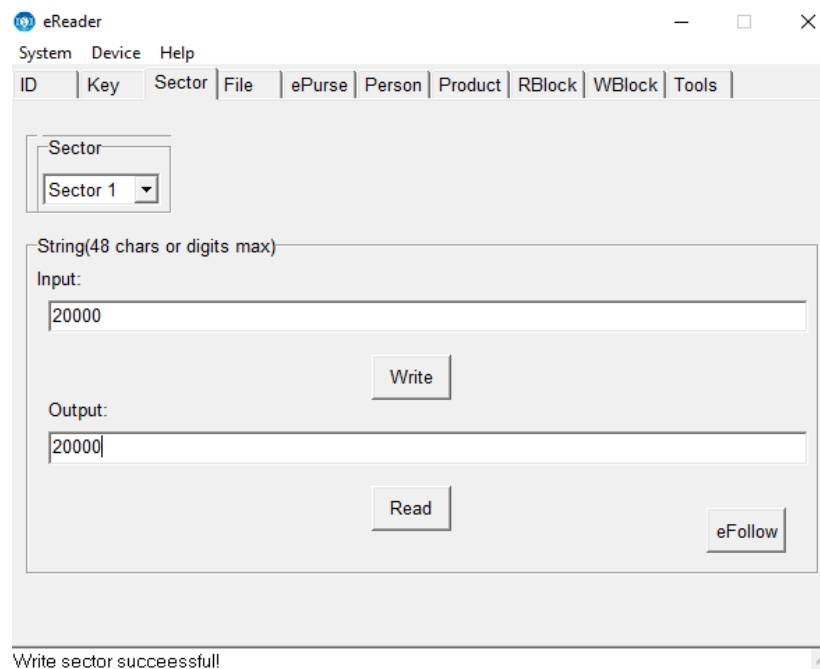 eReader
System Device Help
ID Key Sector File ePurse Person Product RBlock WBlock Tools
Sector
Sector 1
String(48 chars or digits max)
Input:
20000
Write
Output:
20000
Read
eFollow
Write sector succeessful!